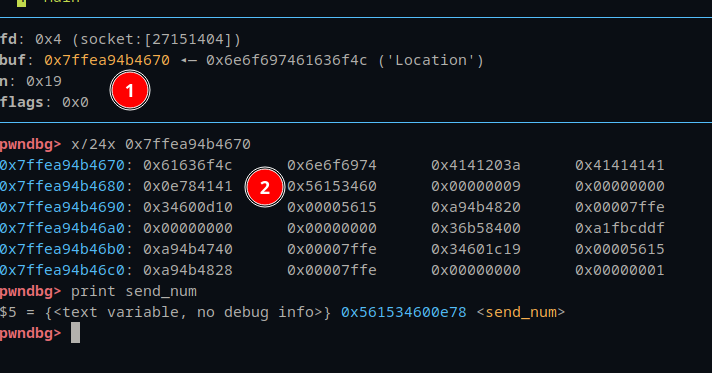 main
fd: 0x4 (socket:[27151404])
buf: 0x7ffea94b4670 ◂— 0x6e6f697461636f4c ('Location')
n: 0x19
flags: 0x0
1
pwndbg> x/24x 0x7ffea94b4670
0x7ffea94b4670: 0x61636f4c 0x6e6f6974 0x4141203a 0x41414141
0x7ffea94b4680: 0x0e784141 0x56153460 0x00000009 0x00000000
2
0x7ffea94b4690: 0x34600d10 0x00005615 0xa94b4820 0x00007ffe
0x7ffea94b46a0: 0x00000000 0x00000000 0x36b58400 0xa1fbcddf
0x7ffea94b46b0: 0xa94b4740 0x00007ffe 0x34601c19 0x00005615
0x7ffea94b46c0: 0xa94b4828 0x00007ffe 0x00000000 0x00000001
pwndbg> print send_num
$5 = {<text variable, no debug info>} 0x561534600e78 <send_num>
pwndbg>